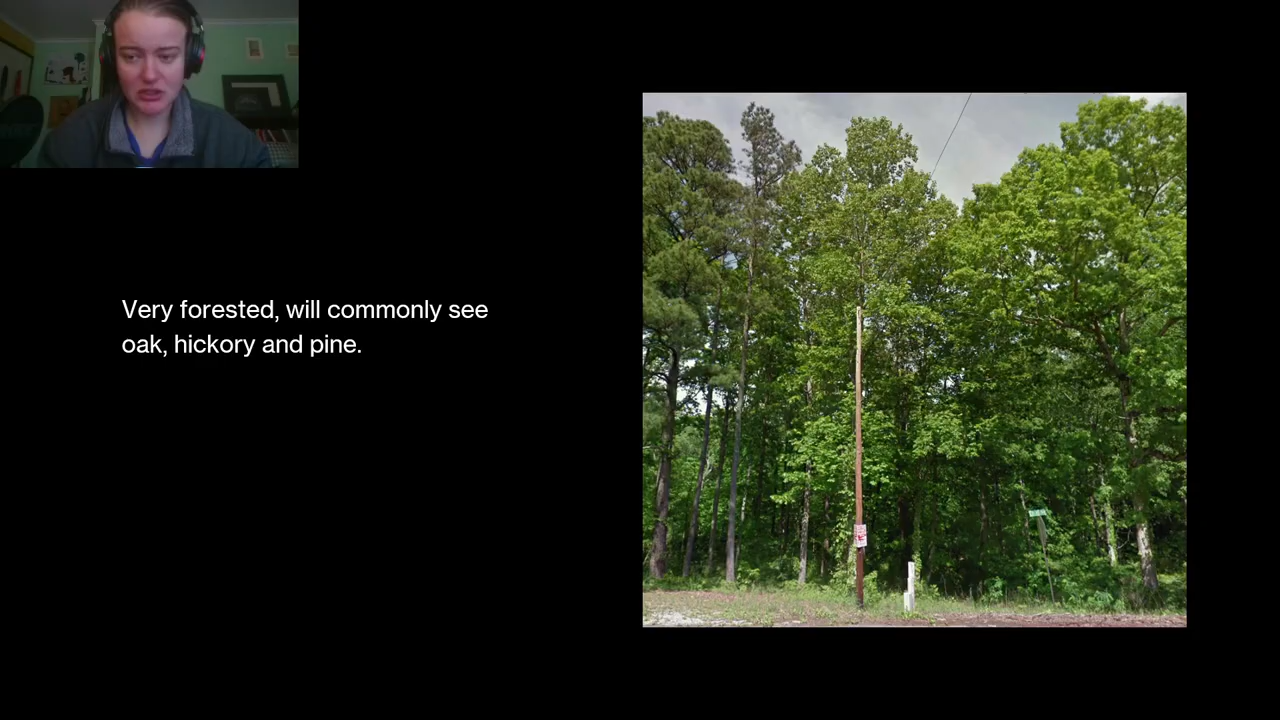 Very forested, will commonly see
oak, hickory and pine.